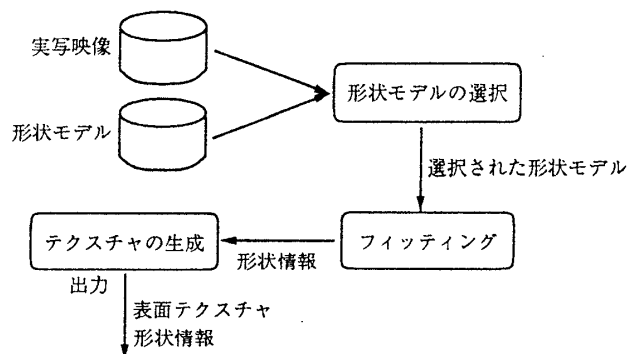 実写映像
形状モデル
形状モデルの選択
選択された形状モデル
フィッティング
形状情報
テクスチャの生成
出力
表面テクスチャ
形状情報